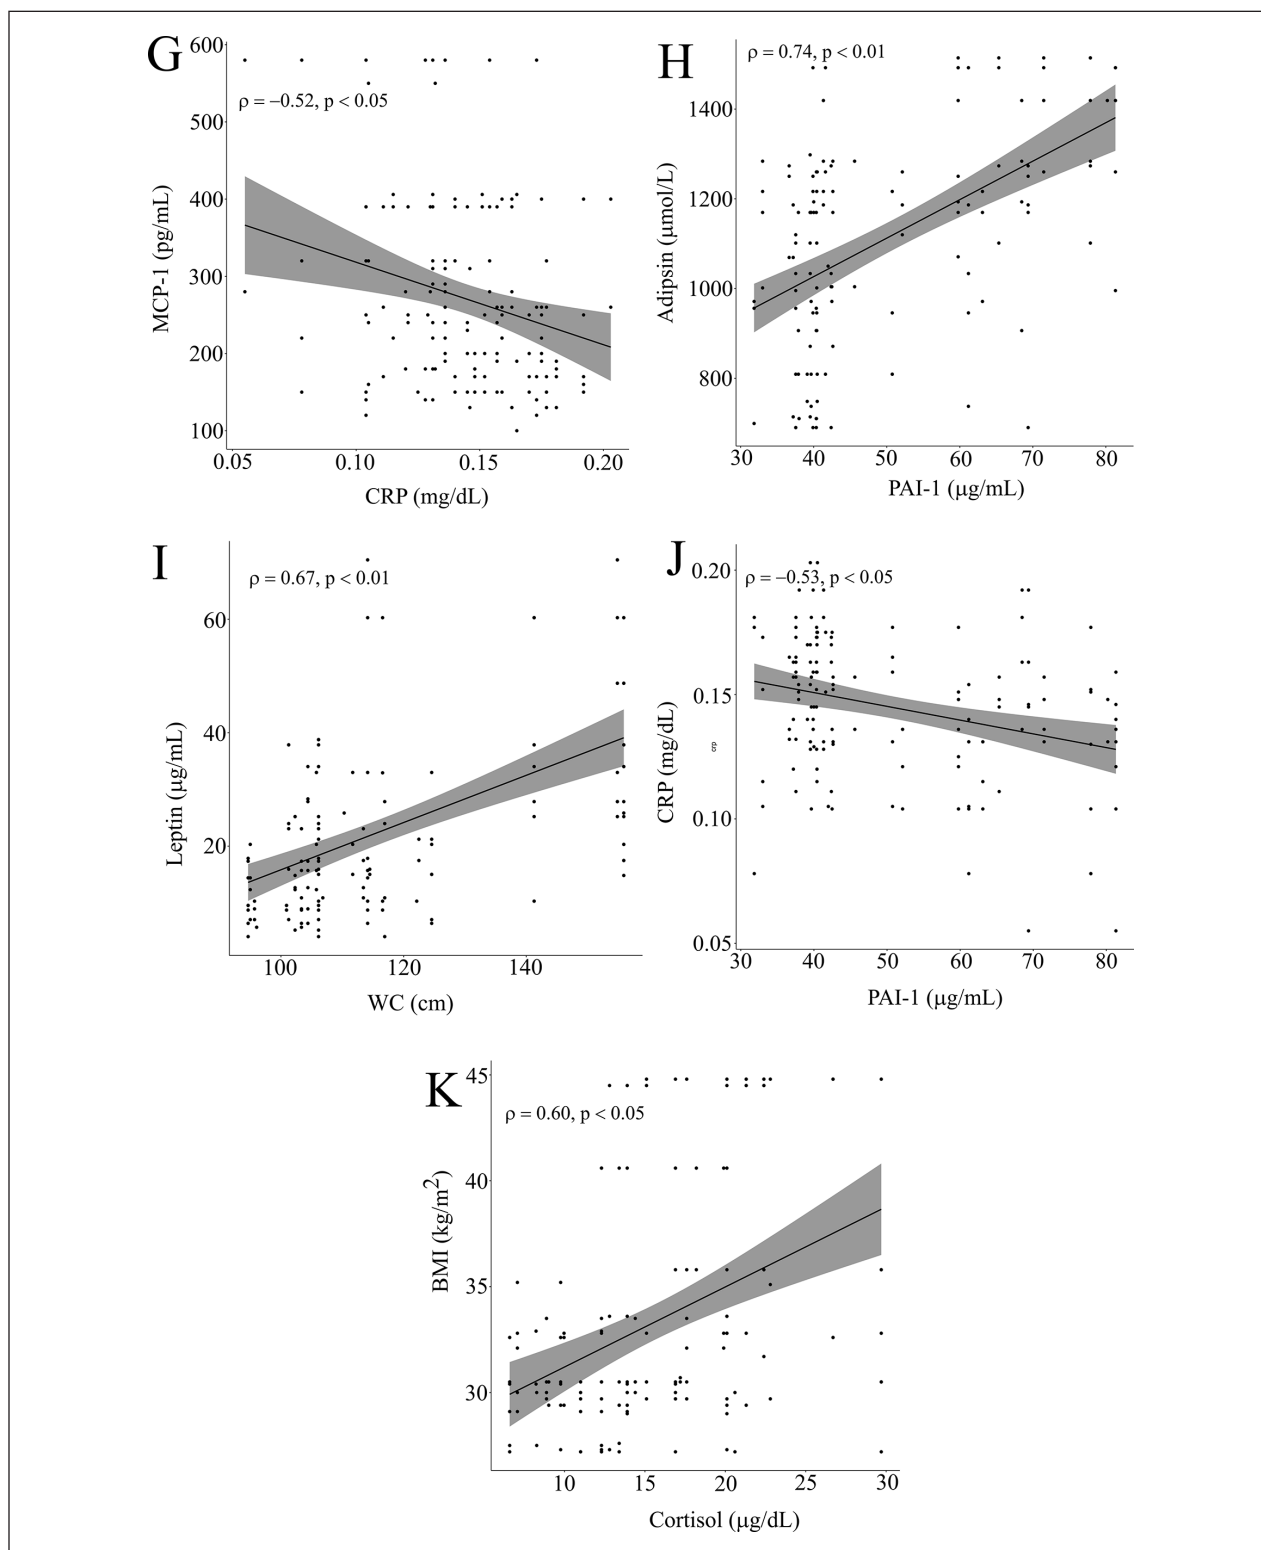 G
600
500
400
300
200
100
ρ = −0.52, p < 0.05
MCP-1 (pg/mL)
0.05 0.10 0.15 0.20
CRP (mg/dL)
H
1400
1200
1000
800
ρ = 0.74, p < 0.01
Adipsin (μmol/L)
30 40 50 60 70 80
PAI-1 (μg/mL)
I
60
40
20
ρ = 0.67, p < 0.01
Leptin (μg/mL)
100 120 140
WC (cm)
J
0.20
0.15
0.10
0.05
ρ = −0.53, p < 0.05
CRP (mg/dL)
30 40 50 60 70 80
PAI-1 (μg/mL)
K
45
40
35
30
ρ = 0.60, p < 0.05
BMI (kg/m²)
10 15 20 25 30
Cortisol (μg/dL)